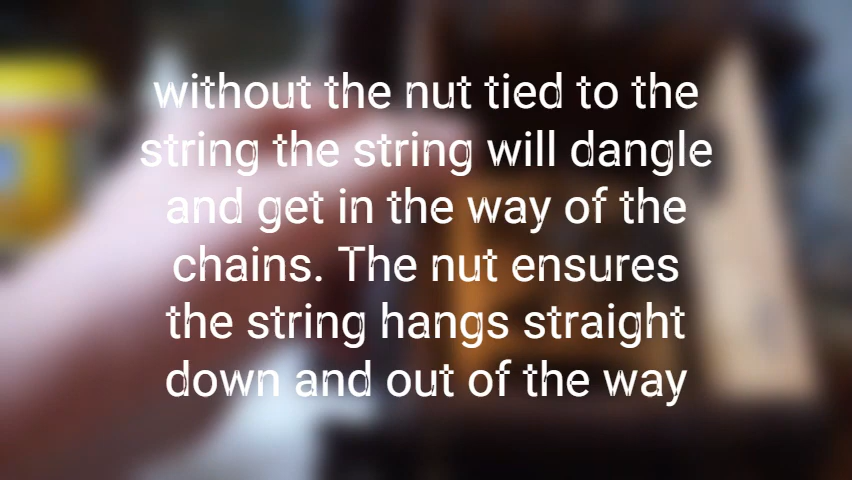 without the nut tied to the
string the string will dangle
and get in the way of the
chains. The nut ensures
the string hangs straight
down and out of the way